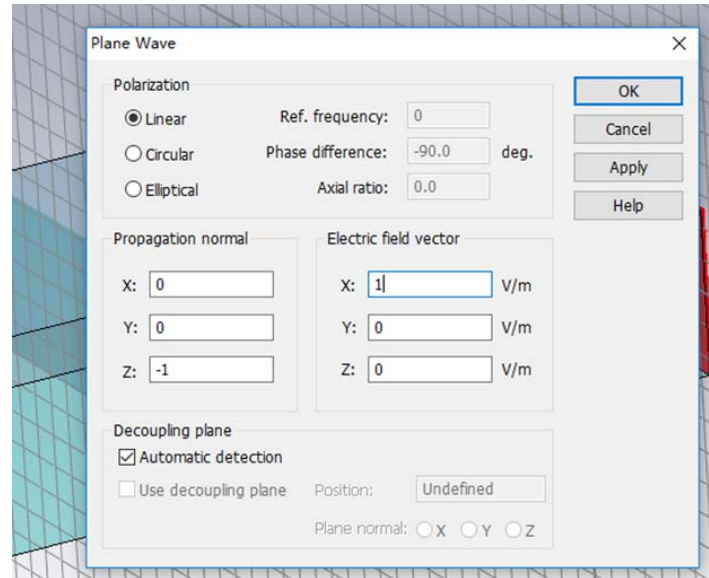 Plane Wave
Polarization
Linear Ref. frequency: 0
Circular Phase difference: -90.0 deg.
Elliptical Axial ratio: 0.0
OK
Cancel
Apply
Help
Propagation normal
X: 0
Y: 0
Z: -1
Electric field vector
X: 1 V/m
Y: 0 V/m
Z: 0 V/m
Decoupling plane
Automatic detection
Use decoupling plane Position: Undefined
Plane normal: X Y Z